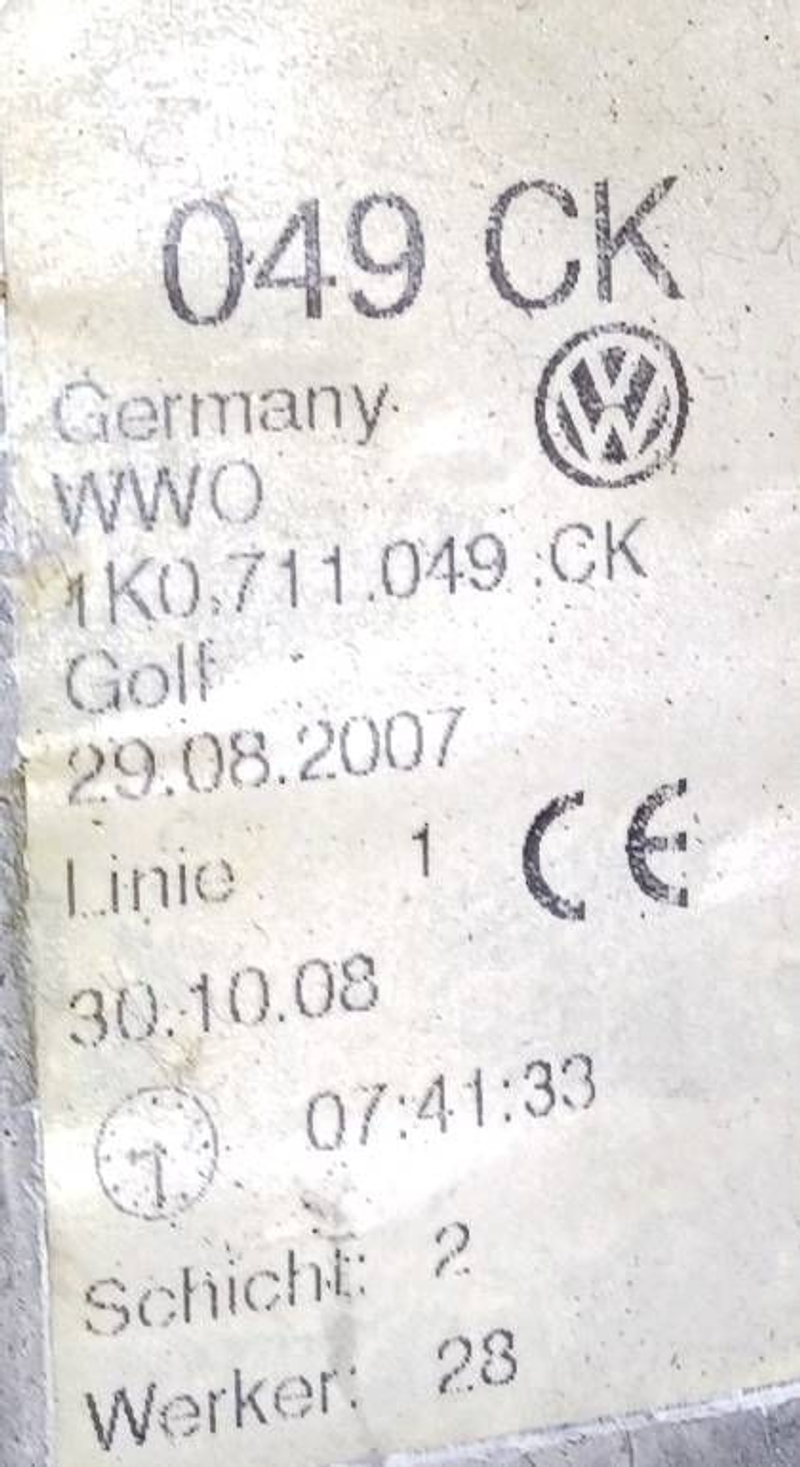 049 CK
Germany
WWO
1K0.711.049 CK
Golf
29.08.2007
Linie 1 CE
30.10.08
07:41:33
Schicht: 2
Werker: 28